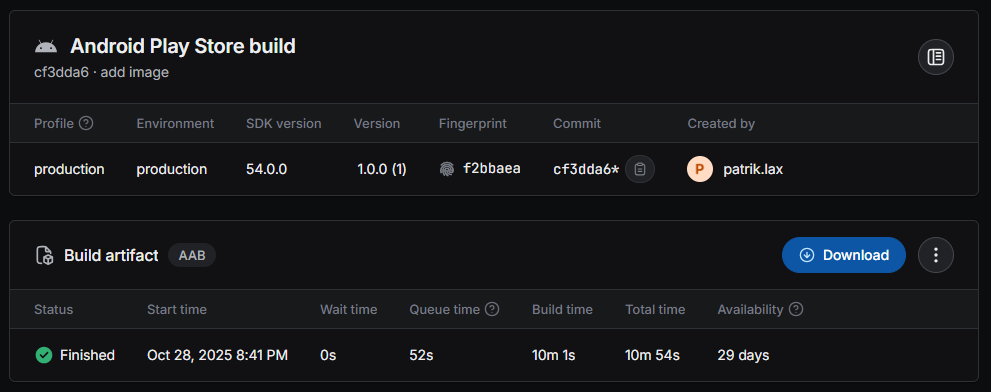 Android Play Store build
cf3dda6 · add image
Profile Environment SDK version Version Fingerprint Commit Created by
production production 54.0.0 1.0.0 (1) f2bbaea cf3dda6* P patrik.lax
Build artifact AAB Download
Status Start time Wait time Queue time Build time Total time Availability
Finished Oct 28, 2025 8:41 PM 0s 52s 10m 1s 10m 54s 29 days